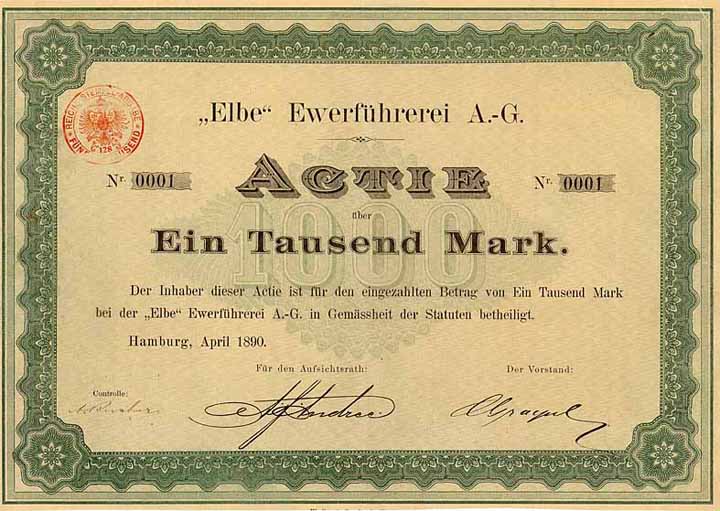 „Elbe“ Ewerführerei A.-G.
Nr. 0001
ACTIE
Nr. 0001
über
1000
Ein Tausend Mark.
Der Inhaber dieser Actie ist für den eingezahlten Betrag von Ein Tausend Mark
bei der „Elbe“ Ewerführerei A.-G. in Gemässheit der Statuten betheiligt.
Hamburg, April 1890.
Für den Aufsichtsrath:
Der Vorstand:
Controlle: